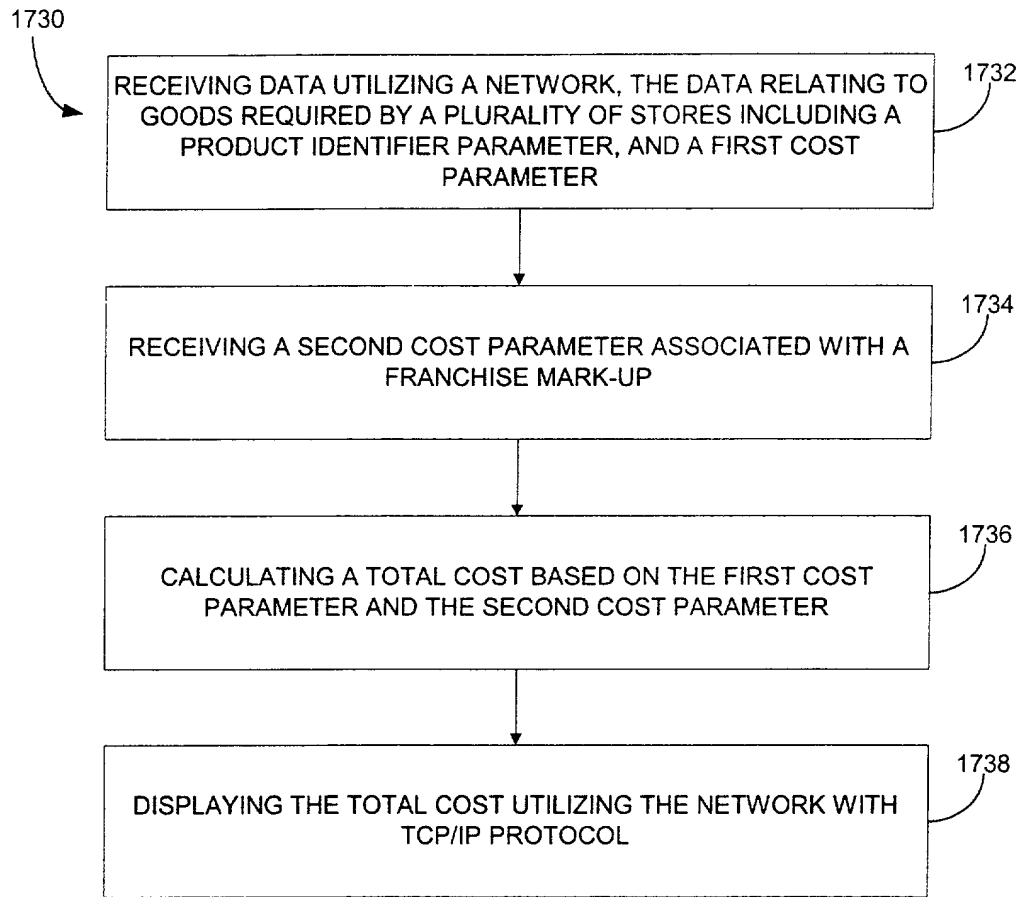 1730
RECEIVING DATA UTILIZING A NETWORK, THE DATA RELATING TO
GOODS REQUIRED BY A PLURALITY OF STORES INCLUDING A
PRODUCT IDENTIFIER PARAMETER, AND A FIRST COST
PARAMETER
1732
RECEIVING A SECOND COST PARAMETER ASSOCIATED WITH A
FRANCHISE MARK-UP
1734
CALCULATING A TOTAL COST BASED ON THE FIRST COST
PARAMETER AND THE SECOND COST PARAMETER
1736
DISPLAYING THE TOTAL COST UTILIZING THE NETWORK WITH
TCP/IP PROTOCOL
1738